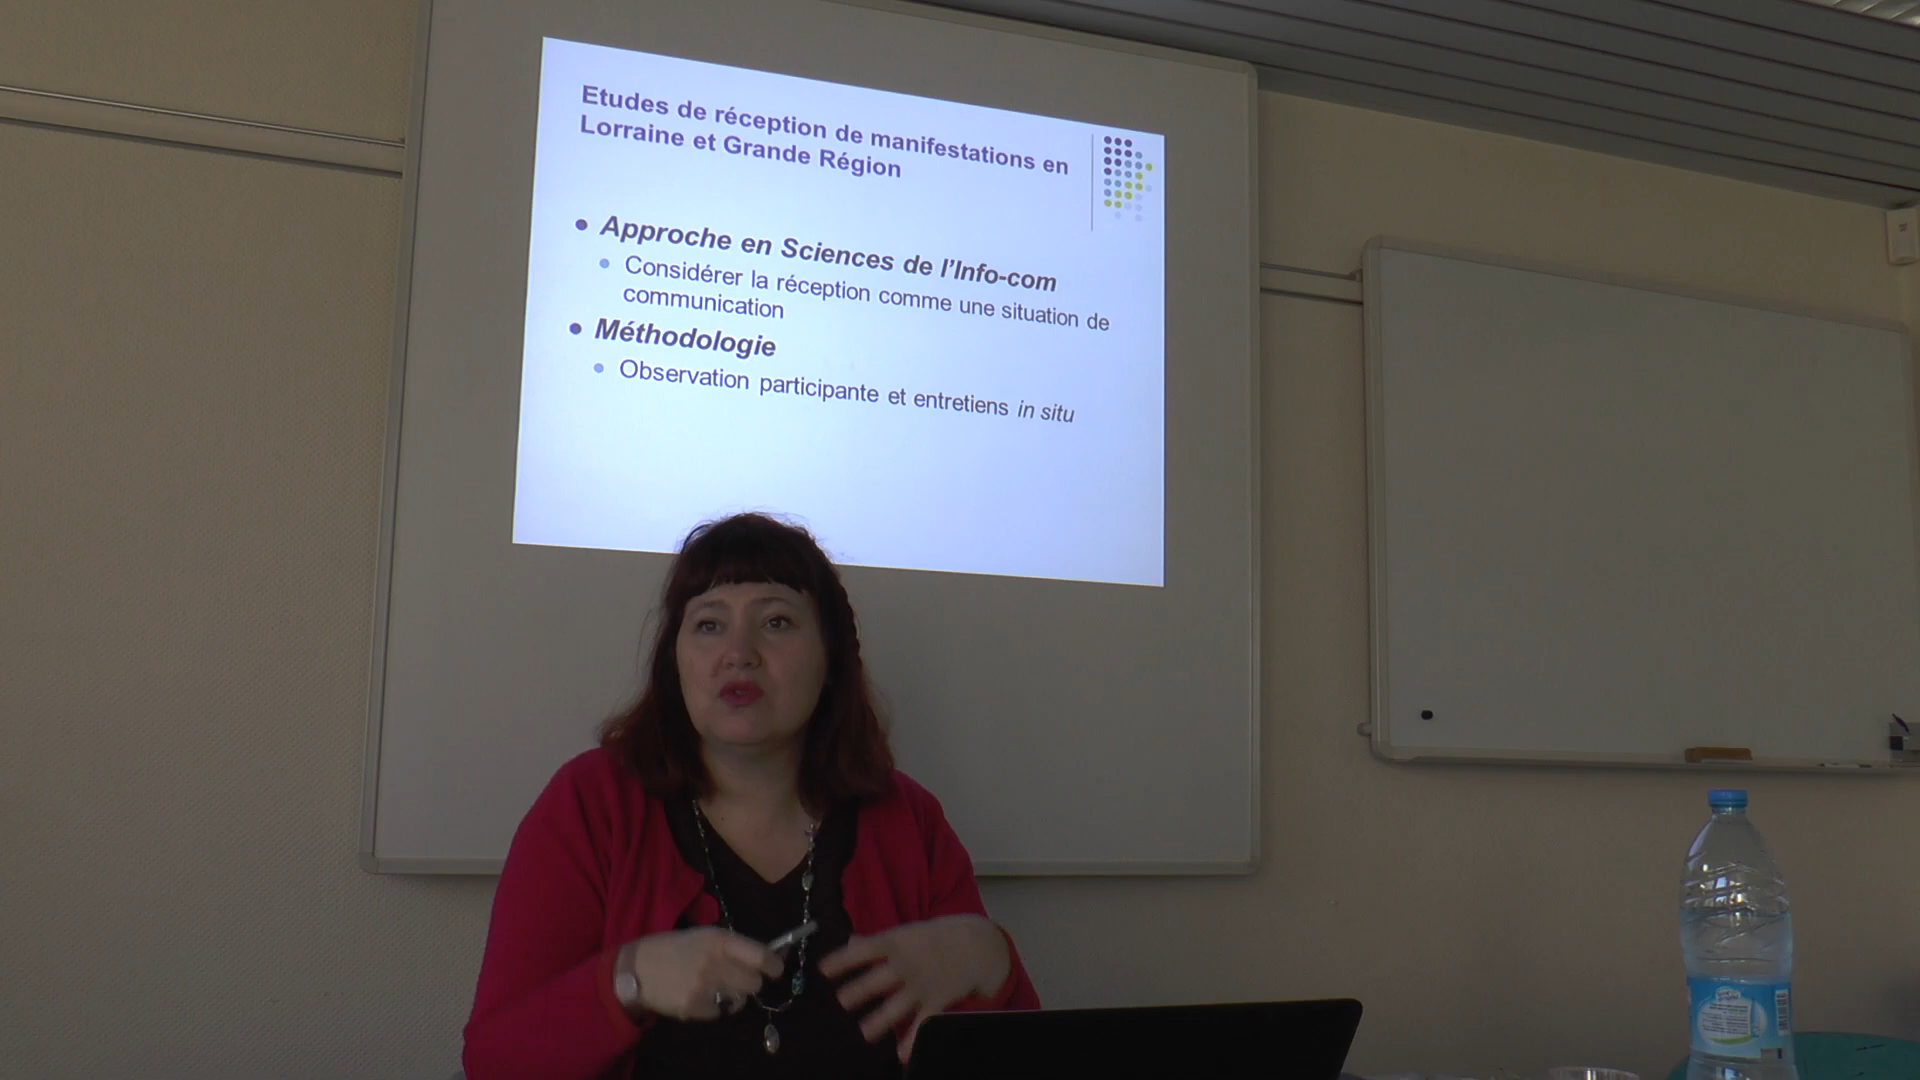 Etudes de réception de manifestations en
Lorraine et Grande Région
Approche en Sciences de l’Info-com
Considérer la réception comme une situation de
communication
Méthodologie
Observation participante et entretiens in situ